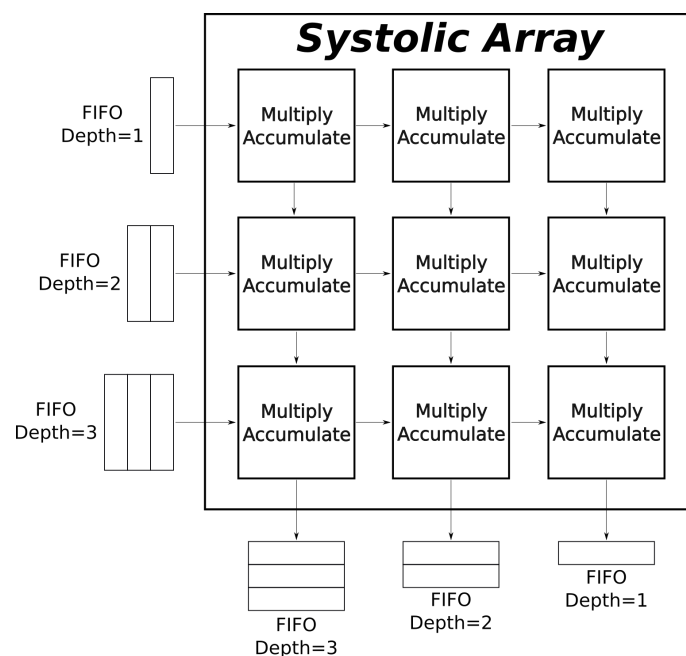 Systolic Array
FIFO
Depth=1
Multiply
Accumulate
Multiply
Accumulate
Multiply
Accumulate
FIFO
Depth=2
Multiply
Accumulate
Multiply
Accumulate
Multiply
Accumulate
FIFO
Depth=3
Multiply
Accumulate
Multiply
Accumulate
Multiply
Accumulate
FIFO
Depth=3
FIFO
Depth=2
FIFO
Depth=1